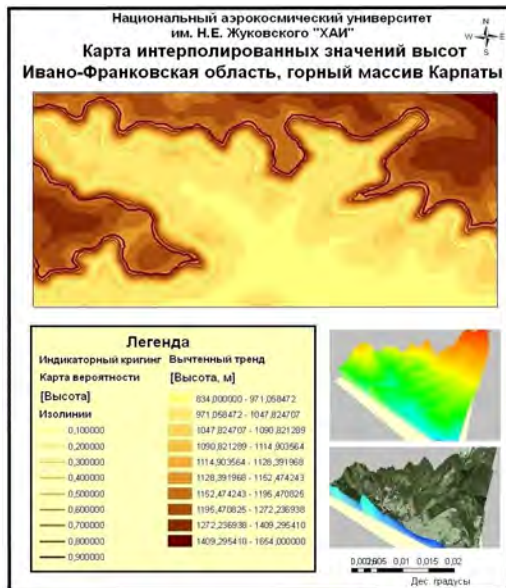 Национальный аэрокосмический университет
им. Н.Е. Жуковского "ХАИ"
Карта интерполированных значений высот
Ивано-Франковская область, горный массив Карпаты
N
W
E
S
Легенда
Индикаторный кригинг
Карта вероятности
[Высота]
Изолинии
0,100000
0,200000
0,300000
0,400000
0,500000
0,600000
0,700000
0,800000
0,900000
Вычтенный тренд
[Высота, м]
834,000000 - 971,058472
971,058472 - 1047,824707
1047,824707 - 1090,821289
1090,821289 - 1114,903564
1114,903564 - 1128,391968
1128,391968 - 1152,474243
1152,474243 - 1195,470825
1195,470825 - 1272,236938
1272,236938 - 1409,295410
1409,295410 - 1654,000000
0,01 0,015 0,02
Дес. градусы